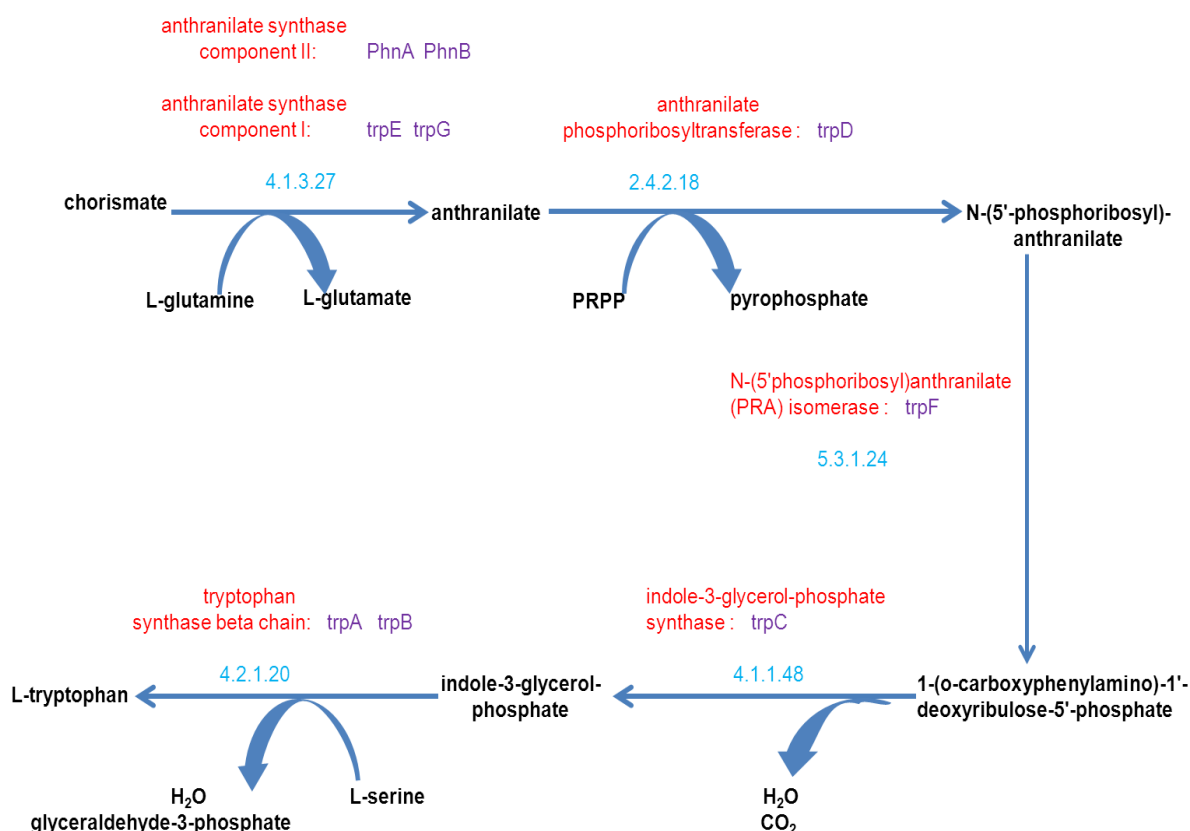 anthranilate synthase
component II: PhnA PhnB
anthranilate synthase
component I: trpE trpG
anthranilate
phosphoribosyltransferase : trpD
4.1.3.27
2.4.2.18
chorismate
anthranilate
N-(5'-phosphoribosyl)-
anthranilate
L-glutamine
L-glutamate
PRPP
pyrophosphate
N-(5'phosphoribosyl)anthranilate
(PRA) isomerase : trpF
5.3.1.24
tryptophan
synthase beta chain: trpA trpB
indole-3-glycerol-phosphate
synthase : trpC
4.2.1.20
4.1.1.48
L-tryptophan
indole-3-glycerol-
phosphate
1-(o-carboxyphenylamino)-1'-
deoxyribulose-5'-phosphate
H2O
glyceraldehyde-3-phosphate
L-serine
H2O
CO2